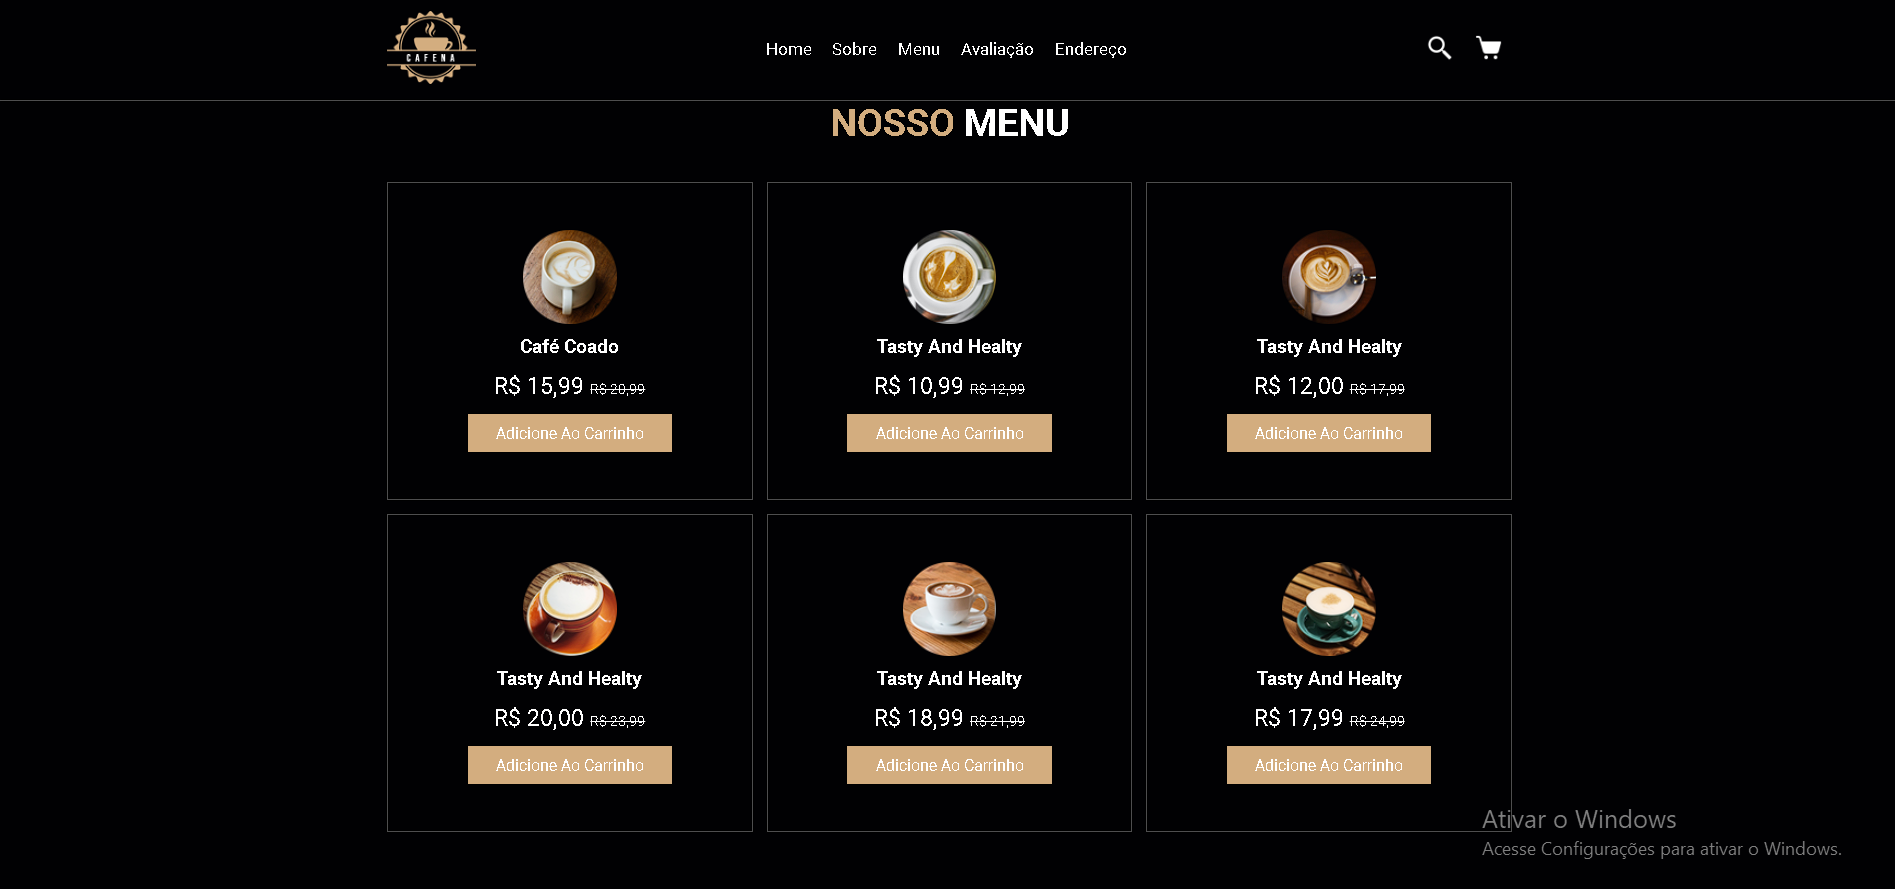 CAFENA
Home Sobre Menu Avaliação Endereço
NOSSO MENU
Café Coado
R$ 15,99 R$ 20,99
Adicione Ao Carrinho
Tasty And Healty
R$ 10,99 R$ 12,99
Adicione Ao Carrinho
Tasty And Healty
R$ 12,00 R$ 17,99
Adicione Ao Carrinho
Tasty And Healty
R$ 20,00 R$ 23,99
Adicione Ao Carrinho
Tasty And Healty
R$ 18,99 R$ 21,99
Adicione Ao Carrinho
Tasty And Healty
R$ 17,99 R$ 24,99
Adicione Ao Carrinho
Ativar o Windows
Acesse Configurações para ativar o Windows.